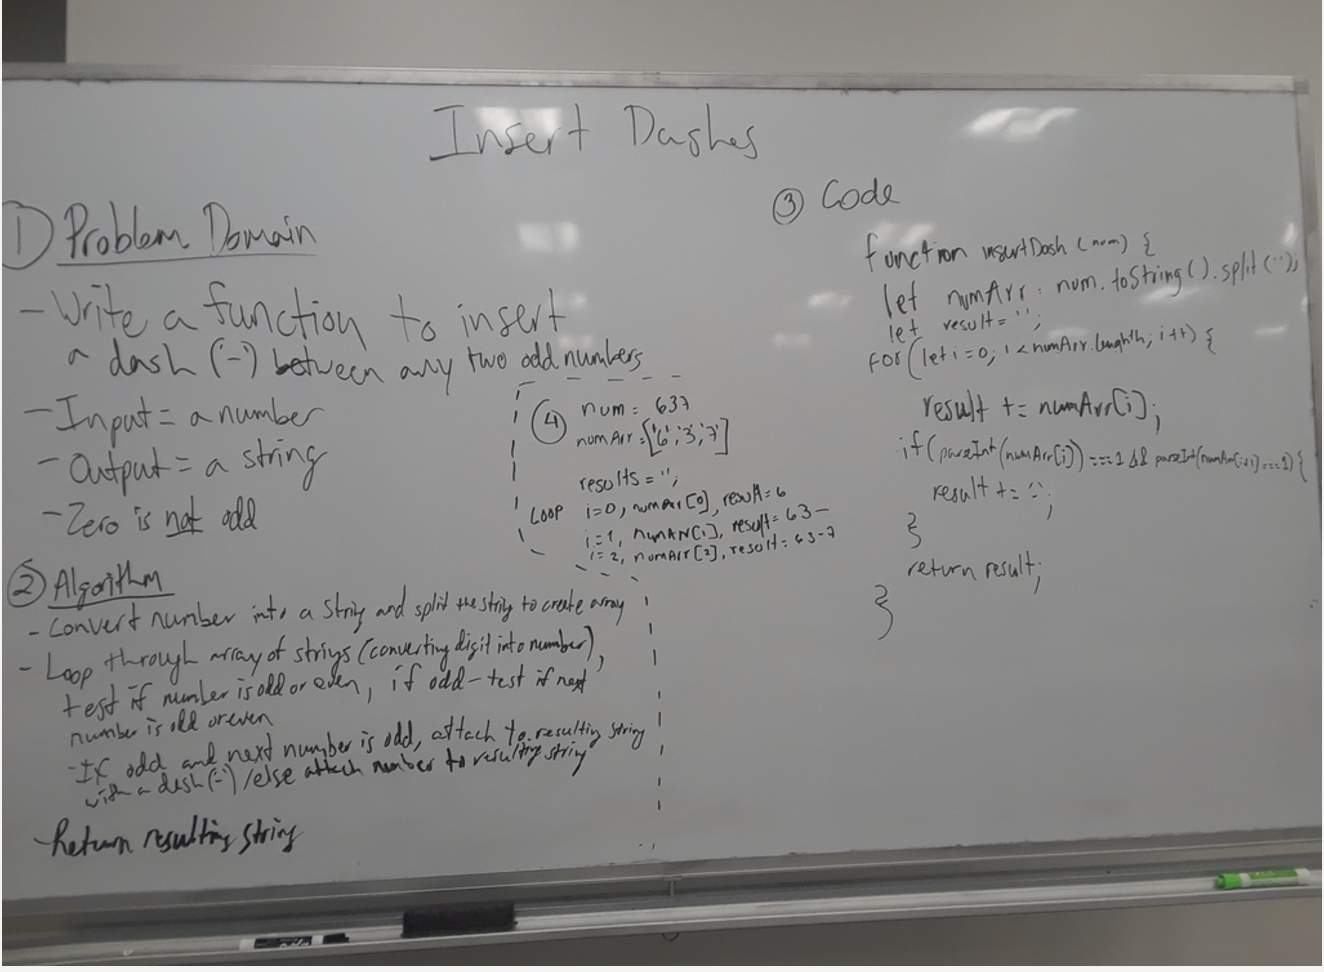 Insert Dashes
1) Problem Domain
- Write a function to insert
a dash ('-') between any two odd numbers
- Input = a number
- Output = a string
- Zero is not odd
② Algorithm
- Convert number into a string and split the string to create array
- Loop through array of strings (converting digit into number),
test if number is odd or even, if odd - test if next
number is odd or even
- If odd and next number is odd, attach to resulting string
with a dash (-) / else attach number to resulting string
- Return resulting string
③ Code
function insertDash (num) {
let numArr = num.toString().split('');
let result = '';
for (let i=0; i < numArr.length; i++) {
result += numArr[i];
if (parseInt(numArr[i]) === 1 && parseInt(numArr[i+1] === 1) {
result += '-';
}
return result;
}
④ num = 637
numArr = ['6','3','7']
results = '';
Loop i=0, numArr[0], result = 6
i=1, numArr[1], result = 63-
i=2, numArr[2], result = 63-7